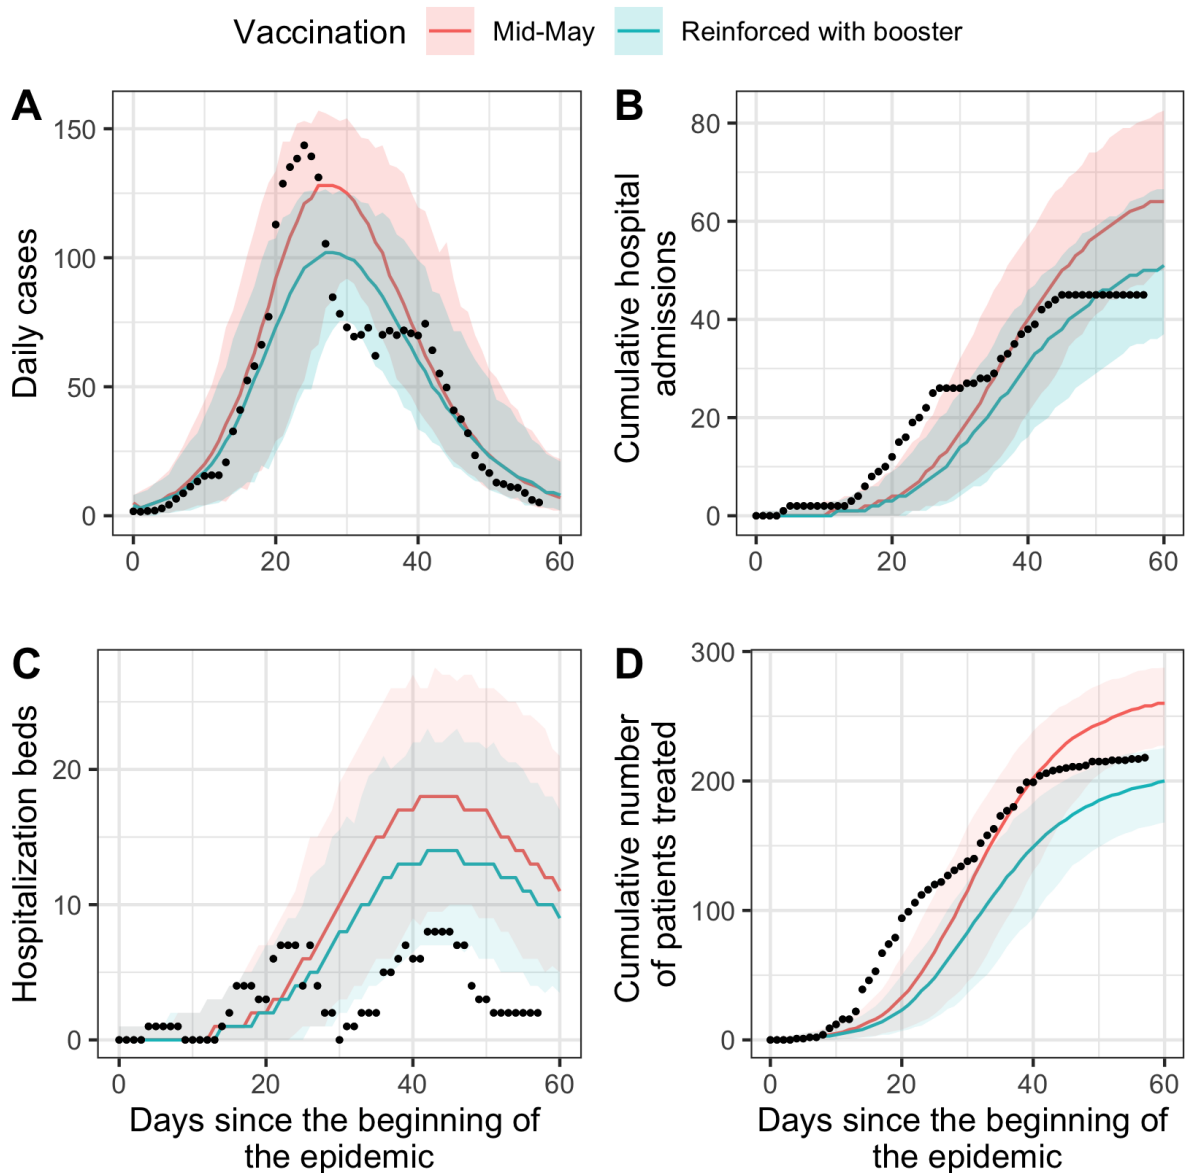 Vaccination Mid-May Reinforced with booster
A
Daily cases
150
100
50
0
0 20 40 60
B
Cumulative hospital
admissions
80
60
40
20
0
0 20 40 60
C
Hospitalization beds
20
10
0
0 20 40 60
Days since the beginning of
the epidemic
D
Cumulative number
of patients treated
300
200
100
0
0 20 40 60
Days since the beginning of
the epidemic